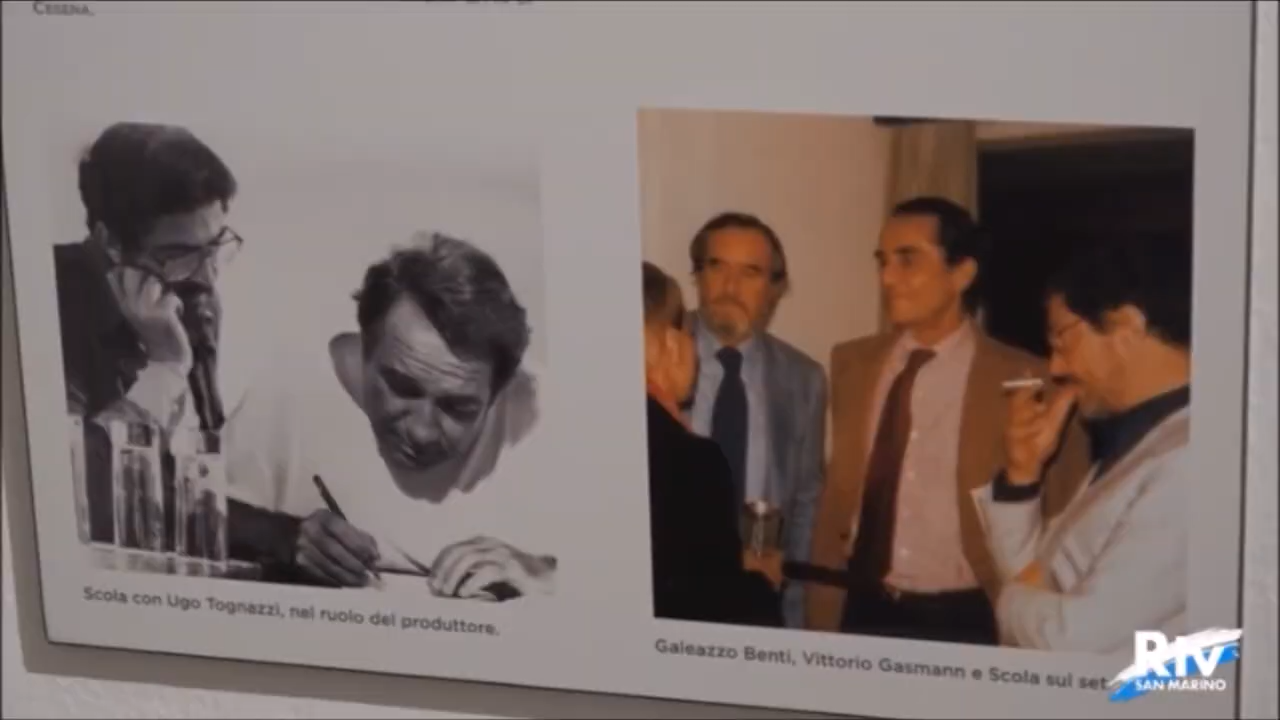 Cesena.
Scola con Ugo Tognazzi, nel ruolo del produttore.
Galeazzo Benti, Vittorio Gasmann e Scola sul set
RTV
SAN MARINO